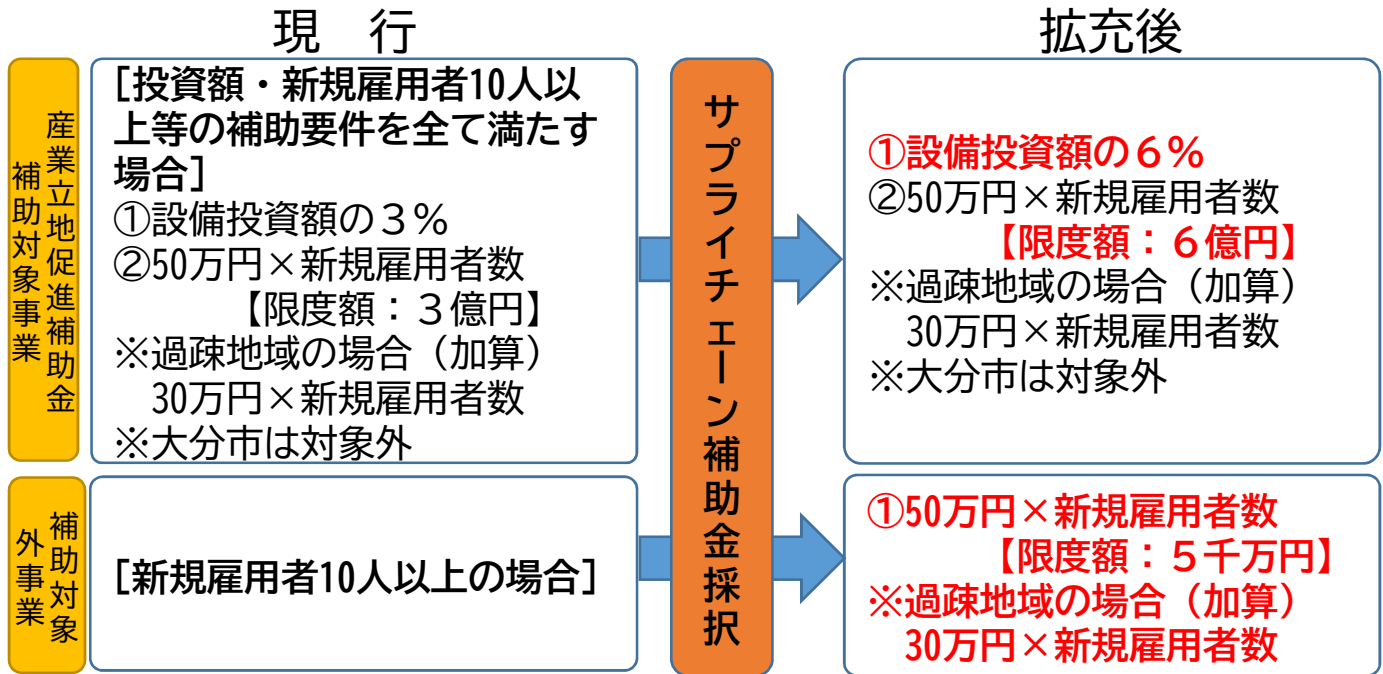 現　行
拡充後
産業立地促進補助金
補助対象事業
[投資額・新規雇用者10人以
上等の補助要件を全て満たす
場合]
①設備投資額の３％
②50万円×新規雇用者数
【限度額：３億円】
※過疎地域の場合（加算）
30万円×新規雇用者数
※大分市は対象外
サプライチェーン補助金採択
①設備投資額の６％
②50万円×新規雇用者数
【限度額：６億円】
※過疎地域の場合（加算）
30万円×新規雇用者数
※大分市は対象外
補助対象
外事業
[新規雇用者10人以上の場合]
①50万円×新規雇用者数
【限度額：５千万円】
※過疎地域の場合（加算）
30万円×新規雇用者数